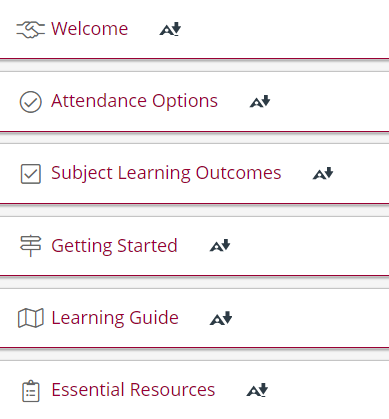 Welcome
Attendance Options
Subject Learning Outcomes
Getting Started
Learning Guide
Essential Resources